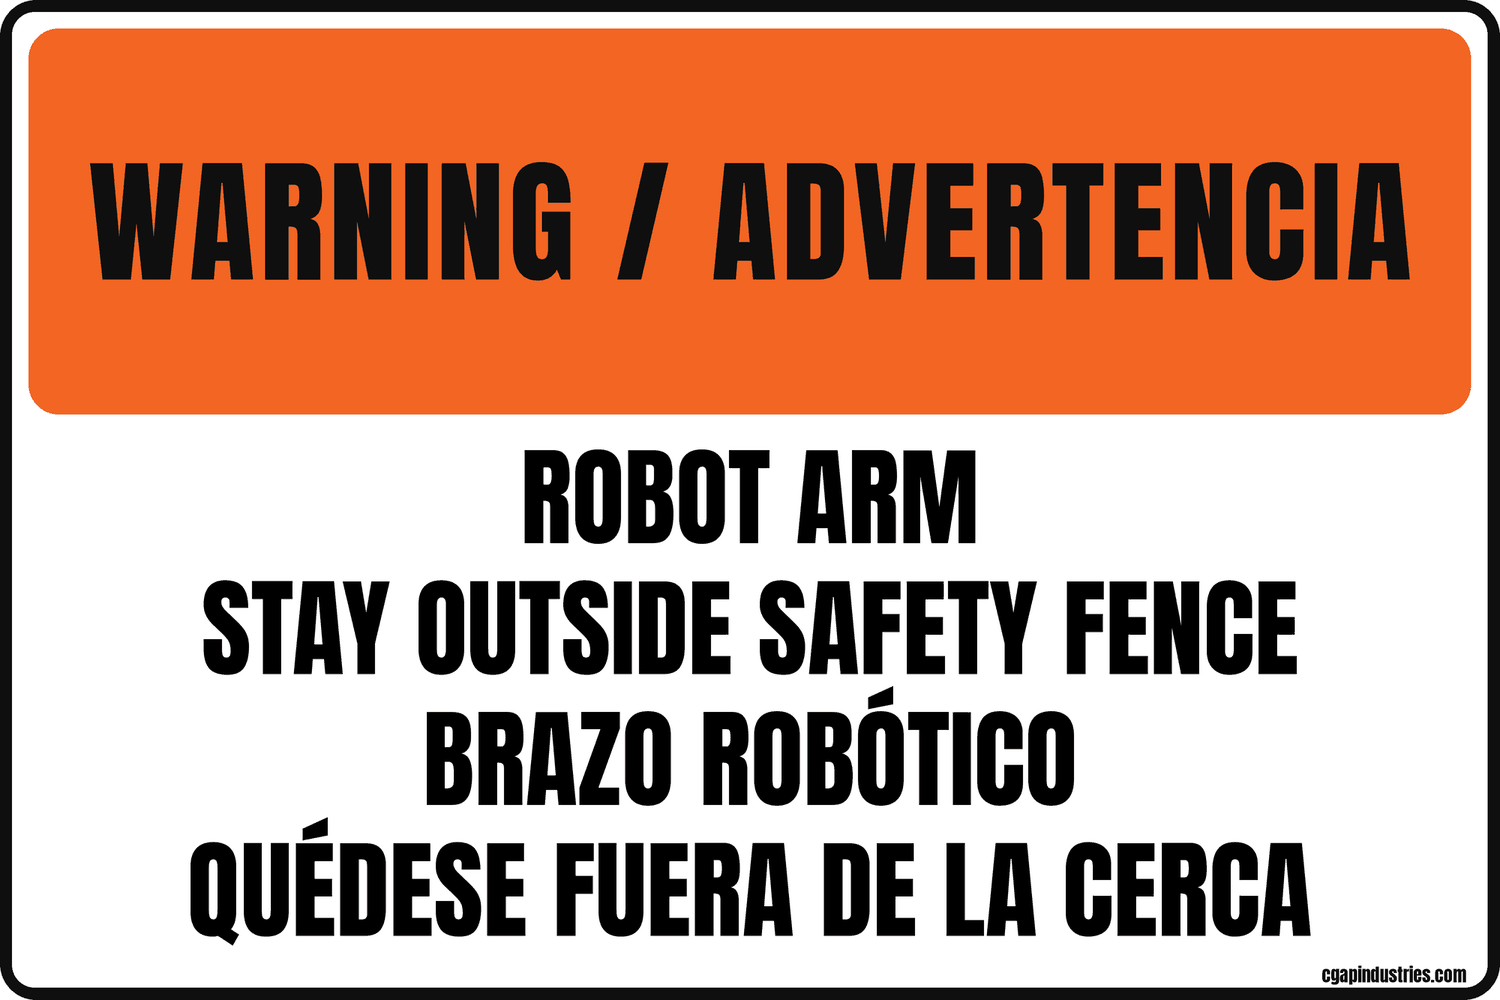 WARNING / ADVERTENCIA
ROBOT ARM
STAY OUTSIDE SAFETY FENCE
BRAZO ROBÓTICO
QUÉDESE FUERA DE LA CERCA
cgapindustries.com